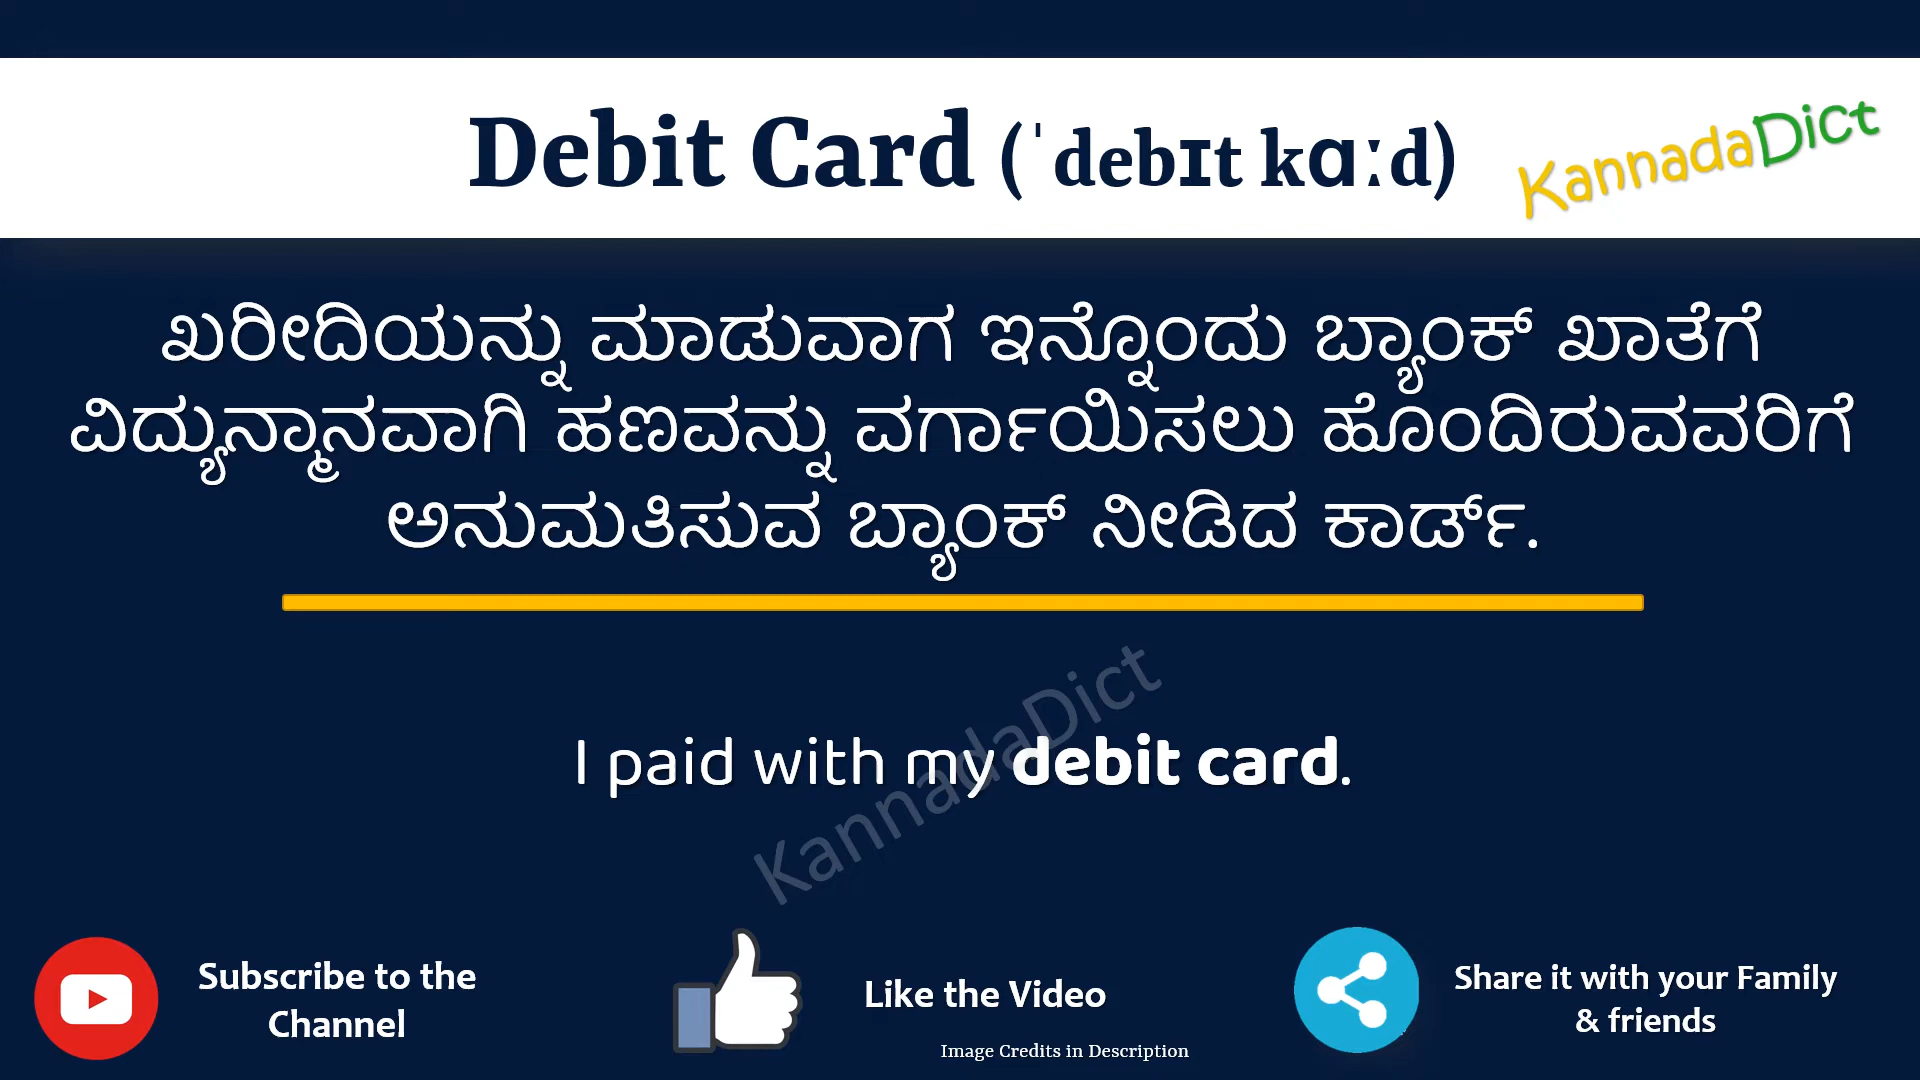 Debit Card (ˈdebɪt kɑːd)
KannadaDict
ಖರೀದಿಯನ್ನು ಮಾಡುವಾಗ ಇನ್ನೊಂದು ಬ್ಯಾಂಕ್ ಖಾತೆಗೆ
ವಿದ್ಯುನ್ಮಾನವಾಗಿ ಹಣವನ್ನು ವರ್ಗಾಯಿಸಲು ಹೊಂದಿರುವವರಿಗೆ
ಅನುಮತಿಸುವ ಬ್ಯಾಂಕ್ ನೀಡಿದ ಕಾರ್ಡ್.
KannadaDict
I paid with my debit card.
Subscribe to the
Channel
Like the Video
Share it with your Family
& friends
Image Credits in Description